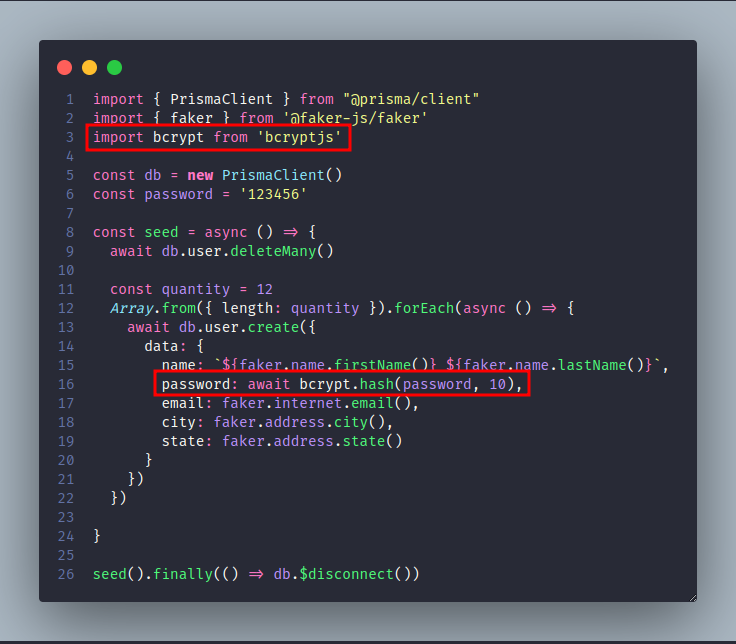 1 import { PrismaClient } from "@prisma/client"
2 import { faker } from '@faker-js/faker'
3 import bcrypt from 'bcryptjs'
4
5 const db = new PrismaClient()
6 const password = '123456'
7
8 const seed = async () => {
9   await db.user.deleteMany()
10
11   const quantity = 12
12   Array.from({ length: quantity }).forEach(async () => {
13     await db.user.create({
14       data: {
15         name: `${faker.name.firstName()} ${faker.name.lastName()}`,
16         password: await bcrypt.hash(password, 10),
17         email: faker.internet.email(),
18         city: faker.address.city(),
19         state: faker.address.state()
20       }
21     })
22   })
23
24 }
25
26 seed().finally(() => db.$disconnect())